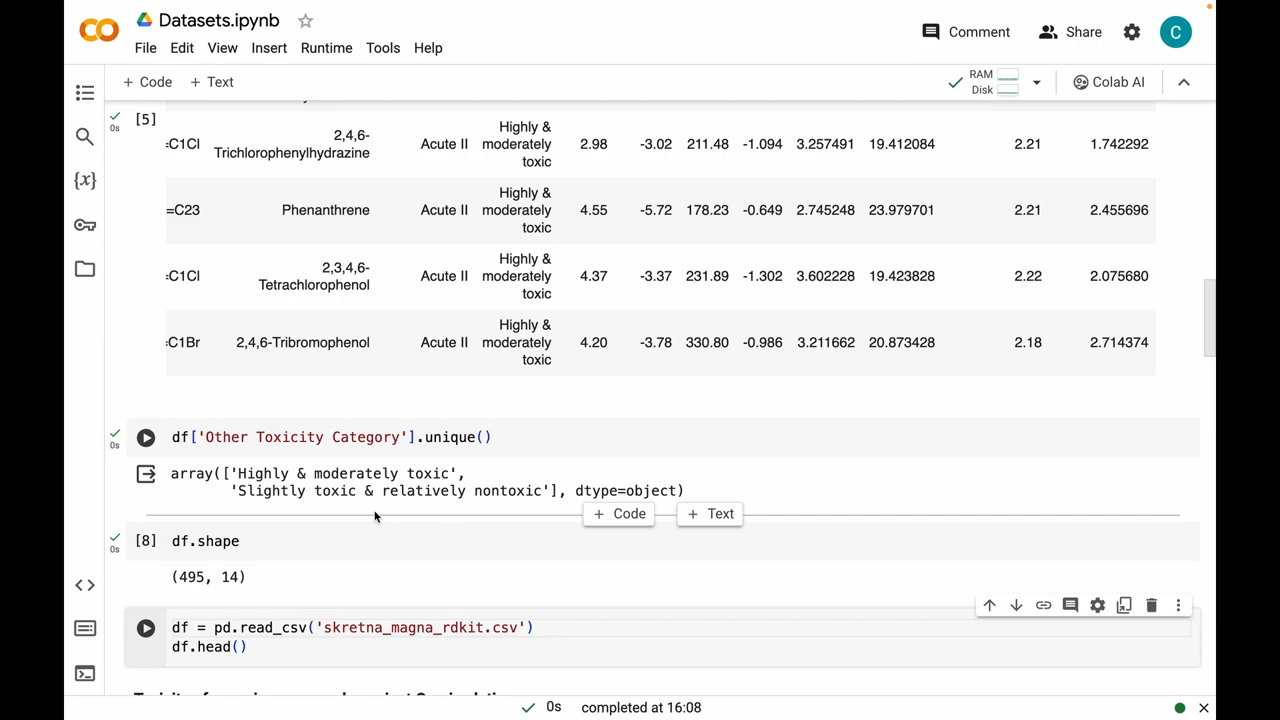 Datasets.ipynb
File Edit View Insert Runtime Tools Help
Comment Share C
+ Code + Text RAM Disk Colab AI
[5] 0s
=C1Cl 2,4,6-Trichlorophenylhydrazine Acute II Highly & moderately toxic 2.98 -3.02 211.48 -1.094 3.257491 19.412084 2.21 1.742292
=C23 Phenanthrene Acute II Highly & moderately toxic 4.55 -5.72 178.23 -0.649 2.745248 23.979701 2.21 2.455696
=C1Cl 2,3,4,6-Tetrachlorophenol Acute II Highly & moderately toxic 4.37 -3.37 231.89 -1.302 3.602228 19.423828 2.22 2.075680
=C1Br 2,4,6-Tribromophenol Acute II Highly & moderately toxic 4.20 -3.78 330.80 -0.986 3.211662 20.873428 2.18 2.714374
0s df['Other Toxicity Category'].unique()
array(['Highly & moderately toxic',
'Slightly toxic & relatively nontoxic'], dtype=object)
+ Code + Text
0s [8] df.shape
(495, 14)
df = pd.read_csv('skretna_magna_rdkit.csv')
df.head()
0s completed at 16:08